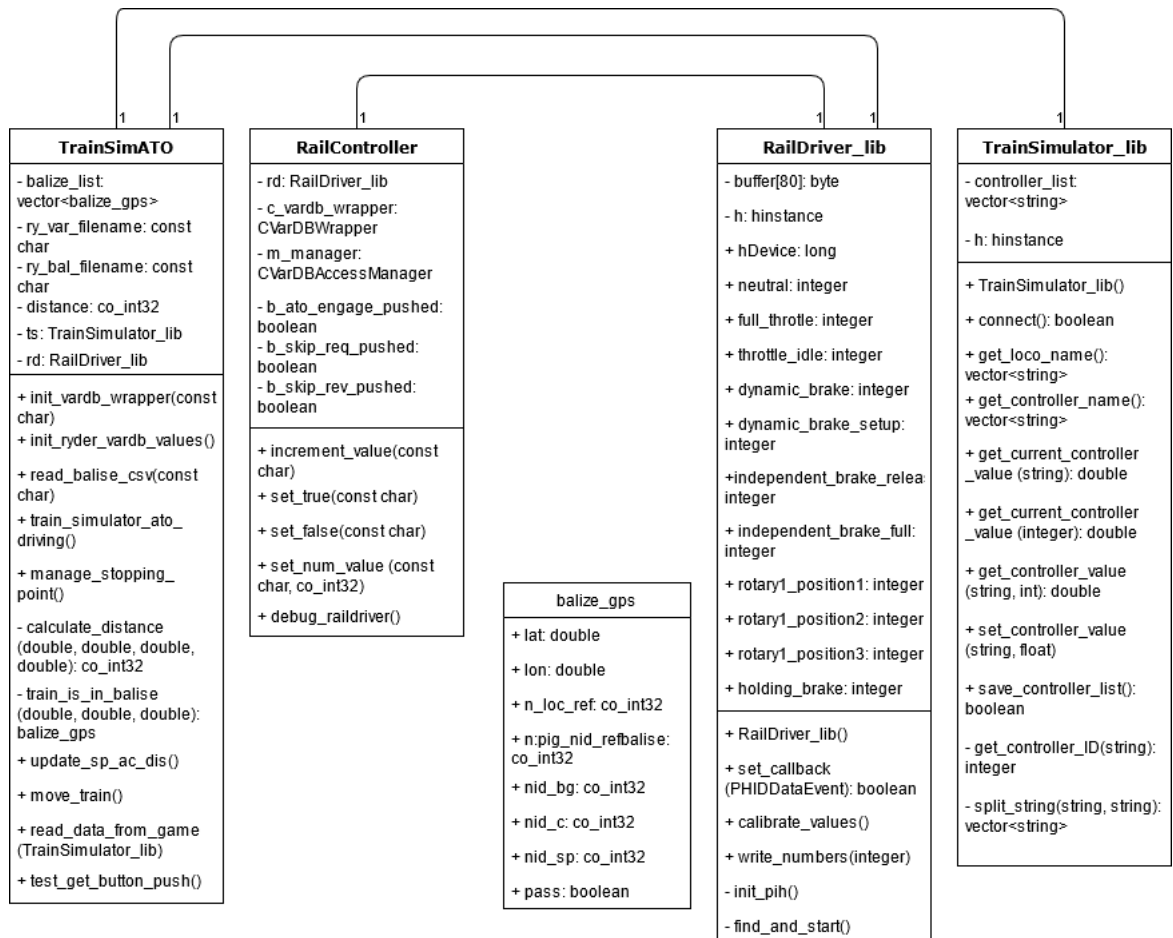 1
1
1
1
1
1
TrainSimATO
- balize_list:
vector<balize_gps>
- ry_var_filename: const
char
- ry_bal_filename: const
char
- distance: co_int32
- ts: TrainSimulator_lib
- rd: RailDriver_lib
+ init_vardb_wrapper(const
char)
+ init_ryder_vardb_values()
+ read_balise_csv(const
char)
+ train_simulator_ato_
driving()
+ manage_stopping_
point()
- calculate_distance
(double, double, double,
double): co_int32
- train_is_in_balise
(double, double, double):
balize_gps
+ update_sp_ac_dis()
+ move_train()
+ read_data_from_game
(TrainSimulator_lib)
+ test_get_button_push()
RailController
- rd: RailDriver_lib
- c_vardb_wrapper:
CVarDBWrapper
- m_manager:
CVarDBAccessManager
- b_ato_engage_pushed:
boolean
- b_skip_req_pushed:
boolean
- b_skip_rev_pushed:
boolean
+ increment_value(const
char)
+ set_true(const char)
+ set_false(const char)
+ set_num_value (const
char, co_int32)
+ debug_raildriver()
balize_gps
+ lat: double
+ lon: double
+ n_loc_ref: co_int32
+ n:pig_nid_refbalise:
co_int32
+ nid_bg: co_int32
+ nid_c: co_int32
+ nid_sp: co_int32
+ pass: boolean
RailDriver_lib
- buffer[80]: byte
- h: hinstance
+ hDevice: long
+ neutral: integer
+ full_throtle: integer
+ throttle_idle: integer
+ dynamic_brake: integer
+ dynamic_brake_setup:
integer
+independent_brake_relea
integer
+ independent_brake_full:
integer
+ rotary1_position1: integer
+ rotary1_position2: integer
+ rotary1_position3: integer
+ holding_brake: integer
+ RailDriver_lib()
+ set_callback
(PHIDDataEvent): boolean
+ calibrate_values()
+ write_numbers(integer)
- init_pih()
- find_and_start()
TrainSimulator_lib
- controller_list:
vector<string>
- h: hinstance
+ TrainSimulator_lib()
+ connect(): boolean
+ get_loco_name():
vector<string>
+ get_controller_name():
vector<string>
+ get_current_controller
_value (string): double
+ get_current_controller
_value (integer): double
+ get_controller_value
(string, int): double
+ set_controller_value
(string, float)
+ save_controller_list():
boolean
- get_controller_ID(string):
integer
- split_string(string, string):
vector<string>